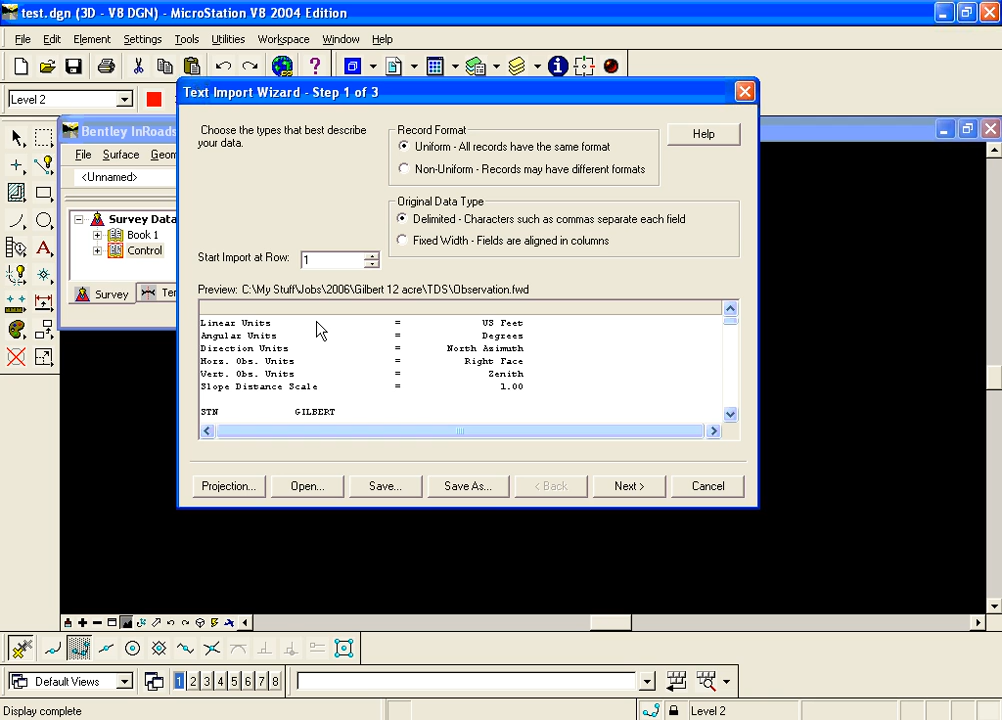 test.dgn (3D - V8 DGN) - MicroStation V8 2004 Edition
File Edit Element Settings Tools Utilities Workspace Window Help
Level 2
Bentley InRoads
File Surface Geom
<Unnamed>
Survey Data
Book 1
Control
Survey
Text Import Wizard - Step 1 of 3
Choose the types that best describe
your data.
Record Format
Uniform - All records have the same format
Non-Uniform - Records may have different formats
Help
Original Data Type
Delimited - Characters such as commas separate each field
Fixed Width - Fields are aligned in columns
Start Import at Row: 1
Preview: C:\My Stuff\Jobs\2006\Gilbert 12 acre\TDS\Observation.fwd
Linear Units = US Feet
Angular Units = Degrees
Direction Units = North Azimuth
Horz. Obs. Units = Right Face
Vert. Obs. Units = Zenith
Slope Distance Scale = 1.00
STN GILBERT
Projection... Open... Save... Save As... < Back Next > Cancel
Default Views 1 2 3 4 5 6 7 8
Display complete Level 2